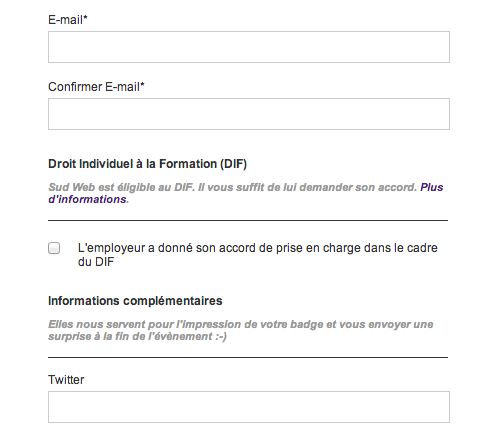 E-mail*
Confirmer E-mail*
Droit Individuel à la Formation (DIF)
Sud Web est éligible au DIF. Il vous suffit de lui demander son accord. Plus
d'informations.
L'employeur a donné son accord de prise en charge dans le cadre
du DIF
Informations complémentaires
Elles nous servent pour l'impression de votre badge et vous envoyer une
surprise à la fin de l'évènement :-)
Twitter